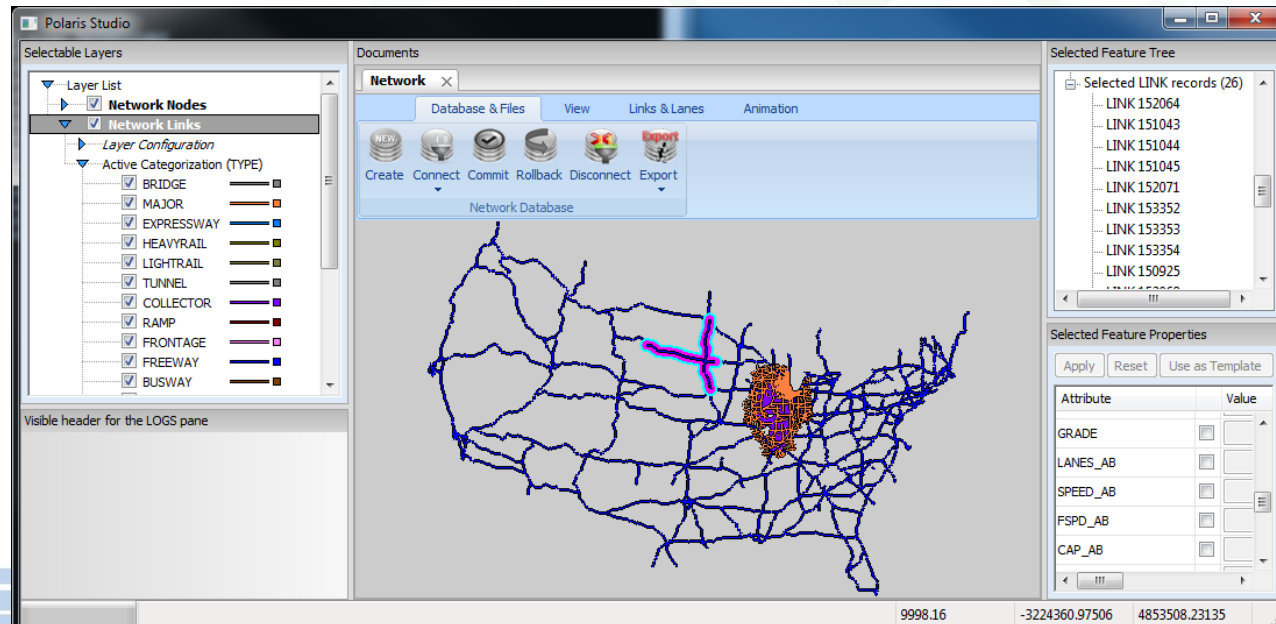 Polaris Studio
Selectable Layers
Layer List
Network Nodes
Network Links
Layer Configuration
Active Categorization (TYPE)
BRIDGE
MAJOR
EXPRESSWAY
HEAVYRAIL
LIGHTRAIL
TUNNEL
COLLECTOR
RAMP
FRONTAGE
FREEWAY
BUSWAY
Visible header for the LOGS pane
Documents
Network
Database & Files View Links & Lanes Animation
NEW Export
Create Connect Commit Rollback Disconnect Export
Network Database
Selected Feature Tree
Selected LINK records (26)
LINK 152064
LINK 151043
LINK 151044
LINK 151045
LINK 152071
LINK 153352
LINK 153353
LINK 153354
LINK 150925
Selected Feature Properties
Apply Reset Use as Template
Attribute Value
GRADE
LANES_AB
SPEED_AB
FSPD_AB
CAP_AB
9998.16 -3224360.97506 4853508.23135